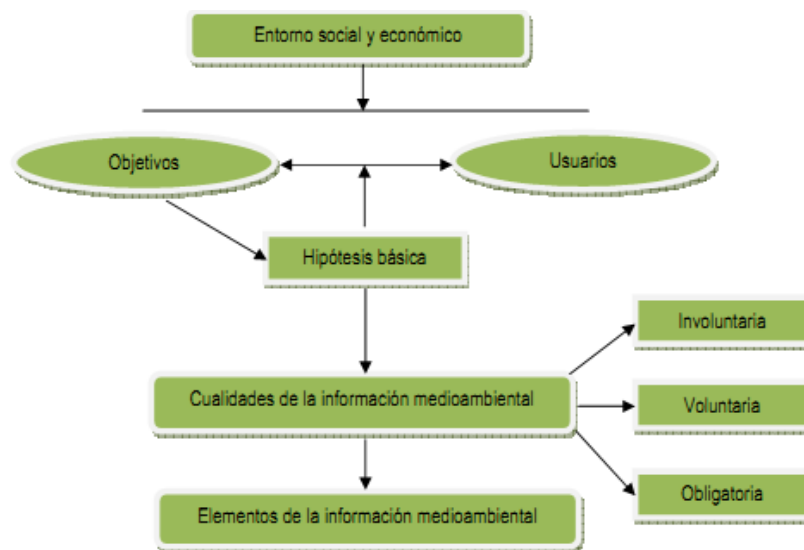 Entorno social y económico
Objetivos
Usuarios
Hipótesis básica
Involuntaria
Cualidades de la información medioambiental
Voluntaria
Obligatoria
Elementos de la información medioambiental